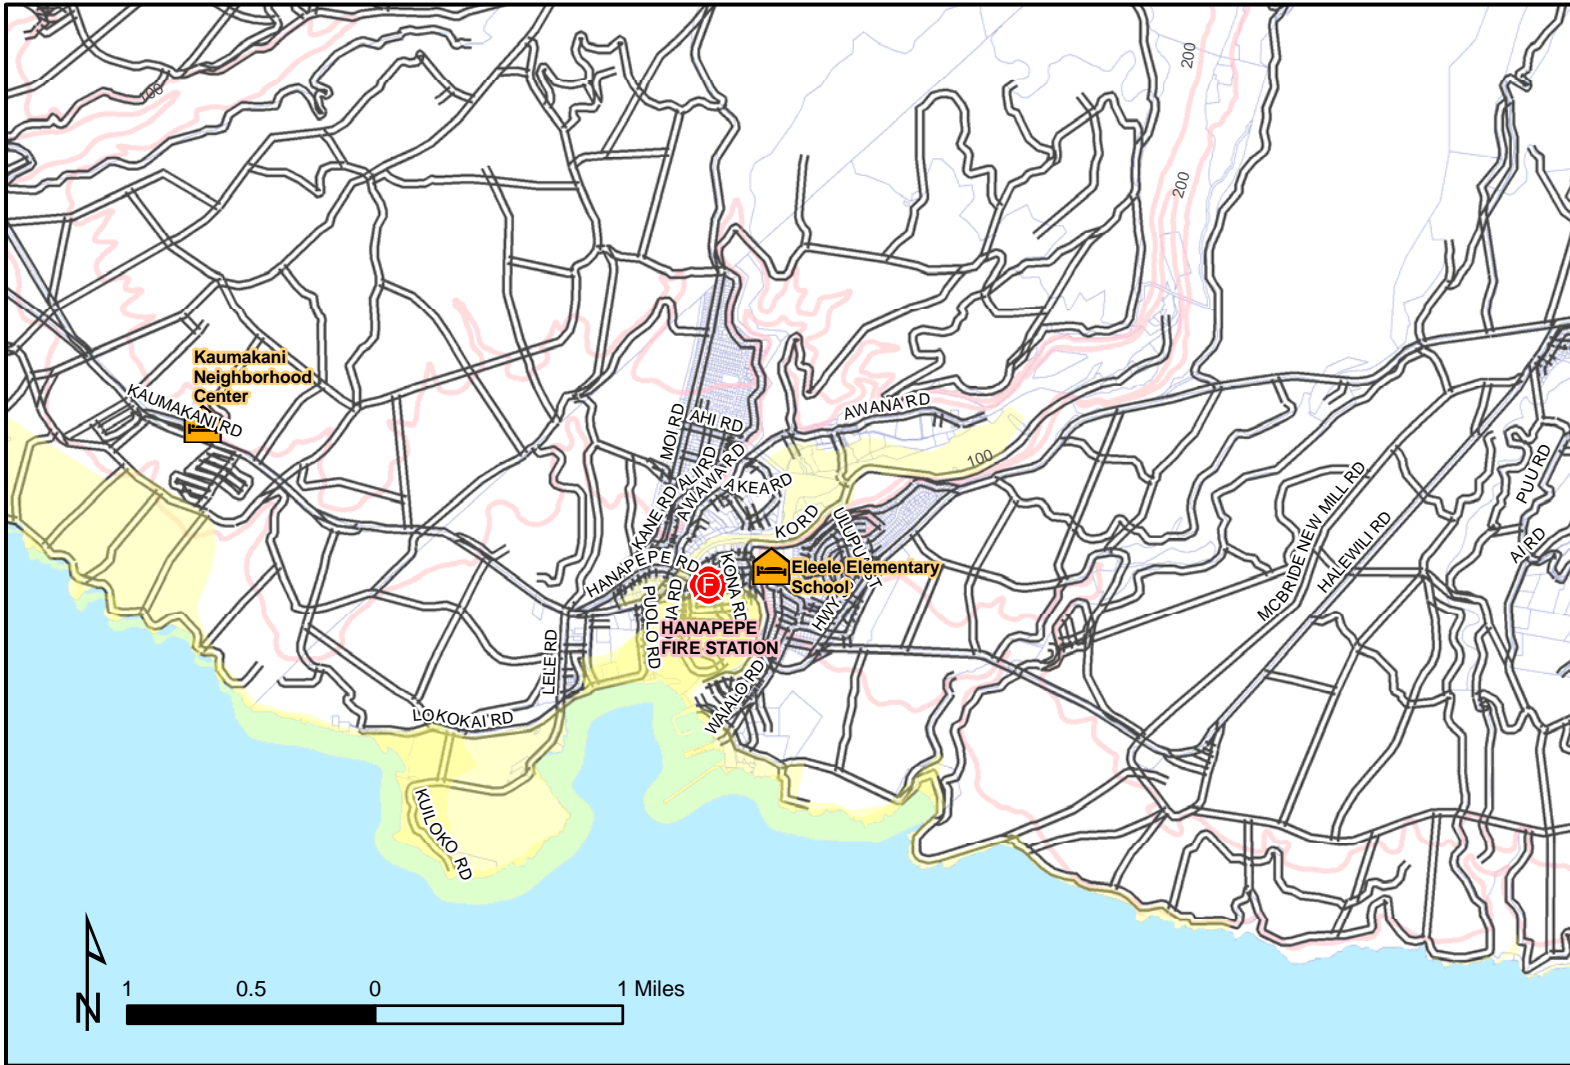 200
100
200
Kaumakani
Neighborhood
Center
KAUMAKANI RD
MOI RD
AHI RD
AWANA RD
ALII RD
AWAWA RD
AKEA RD
100
KANE RD
KO RD
ULUPU ST
MCBRIDE NEW MILL RD
HALEWILI RD
PUU RD
AI RD
HANAPEPE RD
KONA RD
F
Eleele Elementary
School
PUOLO RD
IA RD
HWY
HANAPEPE
FIRE STATION
LELE RD
WAIALO RD
LOKOKAI RD
KUILOKO RD
N
1 0.5 0 1 Miles